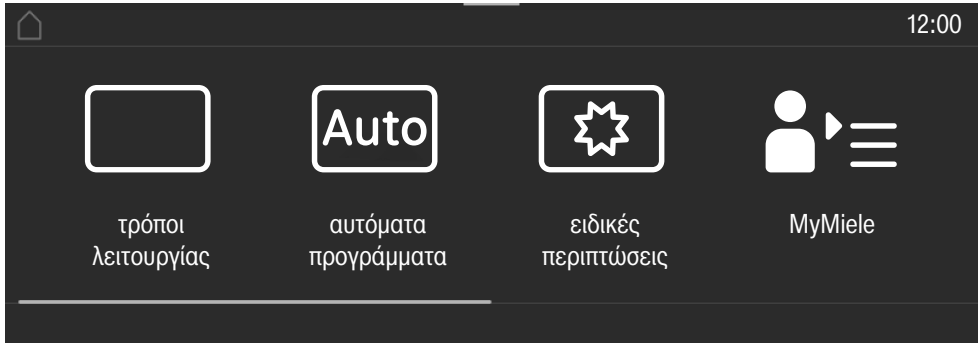 12:00
Auto
τρόποι
λειτουργίας
αυτόματα
προγράμματα
ειδικές
περιπτώσεις
MyMiele